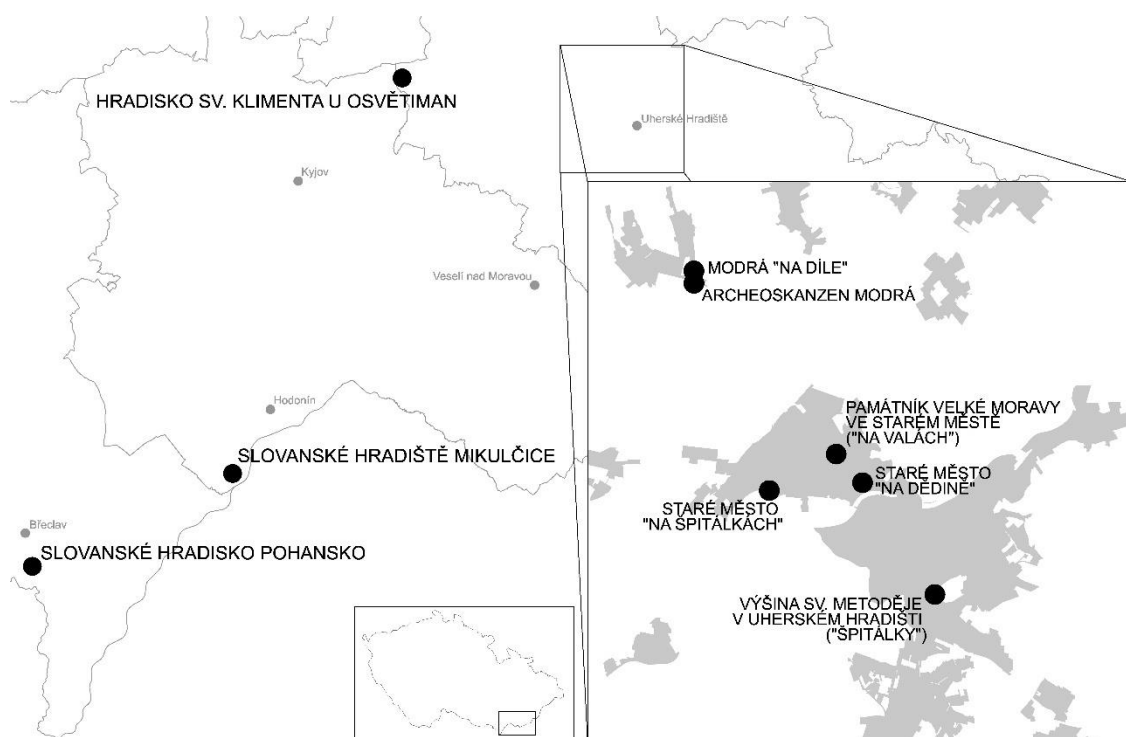 HRADISKO SV. KLIMENTA U OSVĚTIMAN
Uherské Hradiště
Kyjov
Veselí nad Moravou
Hodonín
SLOVANSKÉ HRADIŠTĚ MIKULČICE
Břeclav
SLOVANSKÉ HRADISKO POHANSKO
MODRÁ "NA DÍLE"
ARCHEOSKANZEN MODRÁ
PAMÁTNÍK VELKÉ MORAVY
VE STARÉM MĚSTĚ
("NA VALÁCH")
STARÉ MĚSTO
"NA DĚDINĚ"
STARÉ MĚSTO
"NA ŠPITÁLKÁCH"
VÝŠINA SV. METODĚJE
V UHERSKÉM HRADIŠTI
("ŠPITÁLKY")